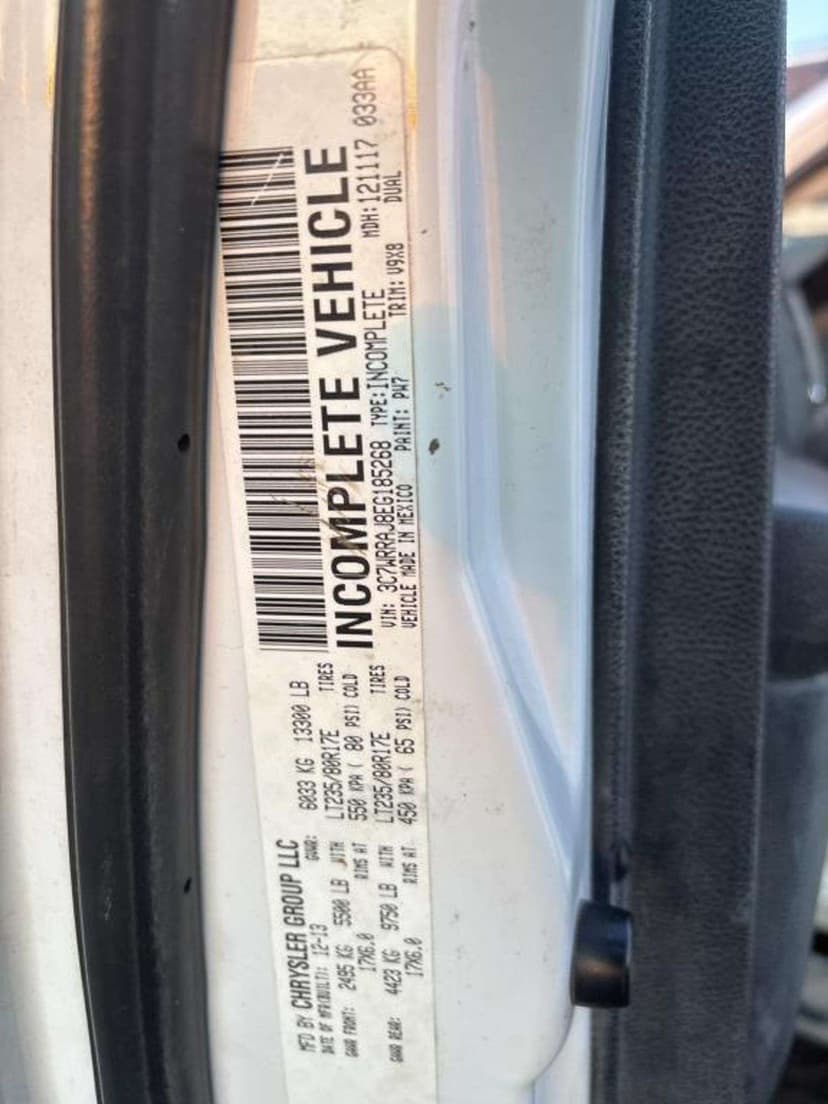 MFD BY CHRYSLER GROUP LLC
DATE OF MFR(BUILT): 12-13 GVWR: 6033 KG 13300 LB
GAWR FRONT: 2495 KG 5500 LB WITH LT235/80R17E TIRES
17X6.0 RIMS AT 550 KPA ( 80 PSI) COLD
GAWR REAR: 4423 KG 9750 LB WITH LT235/80R17E TIRES
17X6.0 RIMS AT 450 KPA ( 65 PSI) COLD
INCOMPLETE VEHICLE
VIN: 3C7WRRAJ8EG185268 TYPE:INCOMPLETE MDH:121117 033AA
VEHICLE MADE IN MEXICO PAINT: PW7 TRIM: V9X8 DUAL